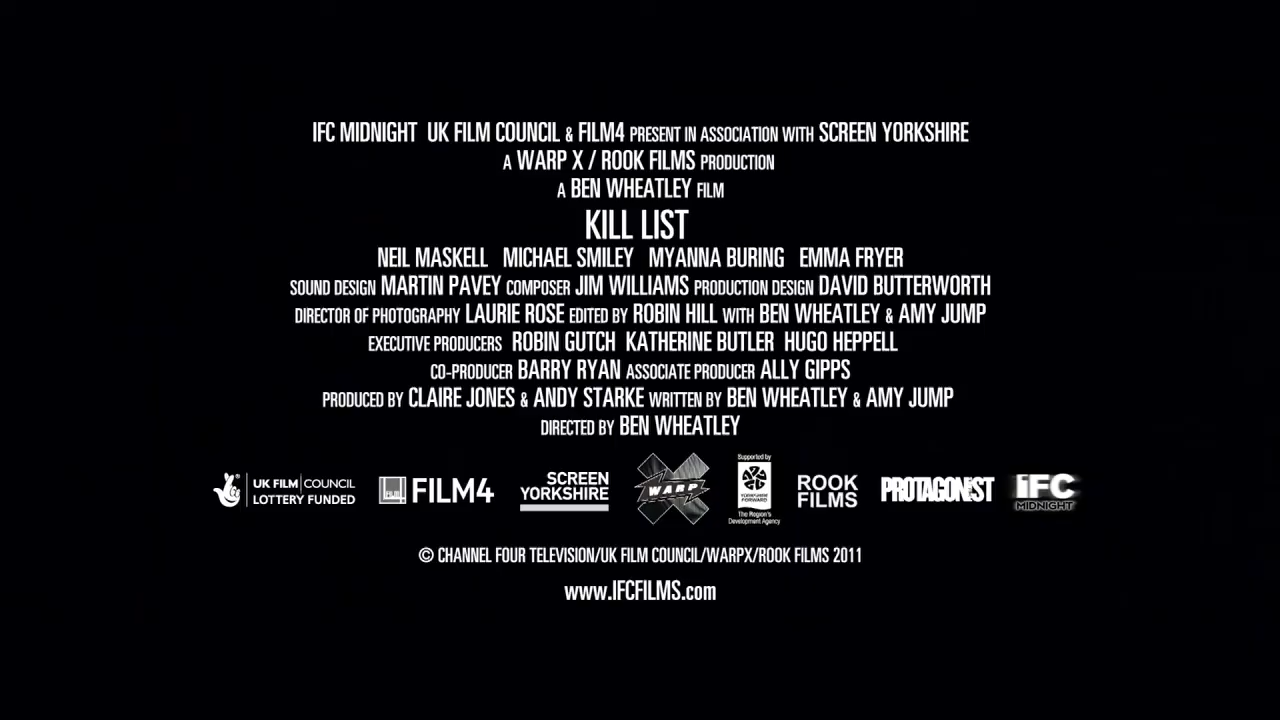 IFC MIDNIGHT UK FILM COUNCIL & FILM4 PRESENT IN ASSOCIATION WITH SCREEN YORKSHIRE
A WARP X / ROOK FILMS PRODUCTION
A BEN WHEATLEY FILM
KILL LIST
NEIL MASKELL MICHAEL SMILEY MYANNA BURING EMMA FRYER
SOUND DESIGN MARTIN PAVEY COMPOSER JIM WILLIAMS PRODUCTION DESIGN DAVID BUTTERWORTH
DIRECTOR OF PHOTOGRAPHY LAURIE ROSE EDITED BY ROBIN HILL WITH BEN WHEATLEY & AMY JUMP
EXECUTIVE PRODUCERS ROBIN GUTCH KATHERINE BUTLER HUGO HEPPELL
CO-PRODUCER BARRY RYAN ASSOCIATE PRODUCER ALLY GIPPS
PRODUCED BY CLAIRE JONES & ANDY STARKE WRITTEN BY BEN WHEATLEY & AMY JUMP
DIRECTED BY BEN WHEATLEY
UK FILM COUNCIL
LOTTERY FUNDED
FILM4
SCREEN
YORKSHIRE
WARP
Supported by
YORKSHIRE
FORWARD
The Region's
Development Agency
ROOK
FILMS
PROTAGONIST
IFC
MIDNIGHT
© CHANNEL FOUR TELEVISION/UK FILM COUNCIL/WARPX/ROOK FILMS 2011
www.IFCFILMS.com